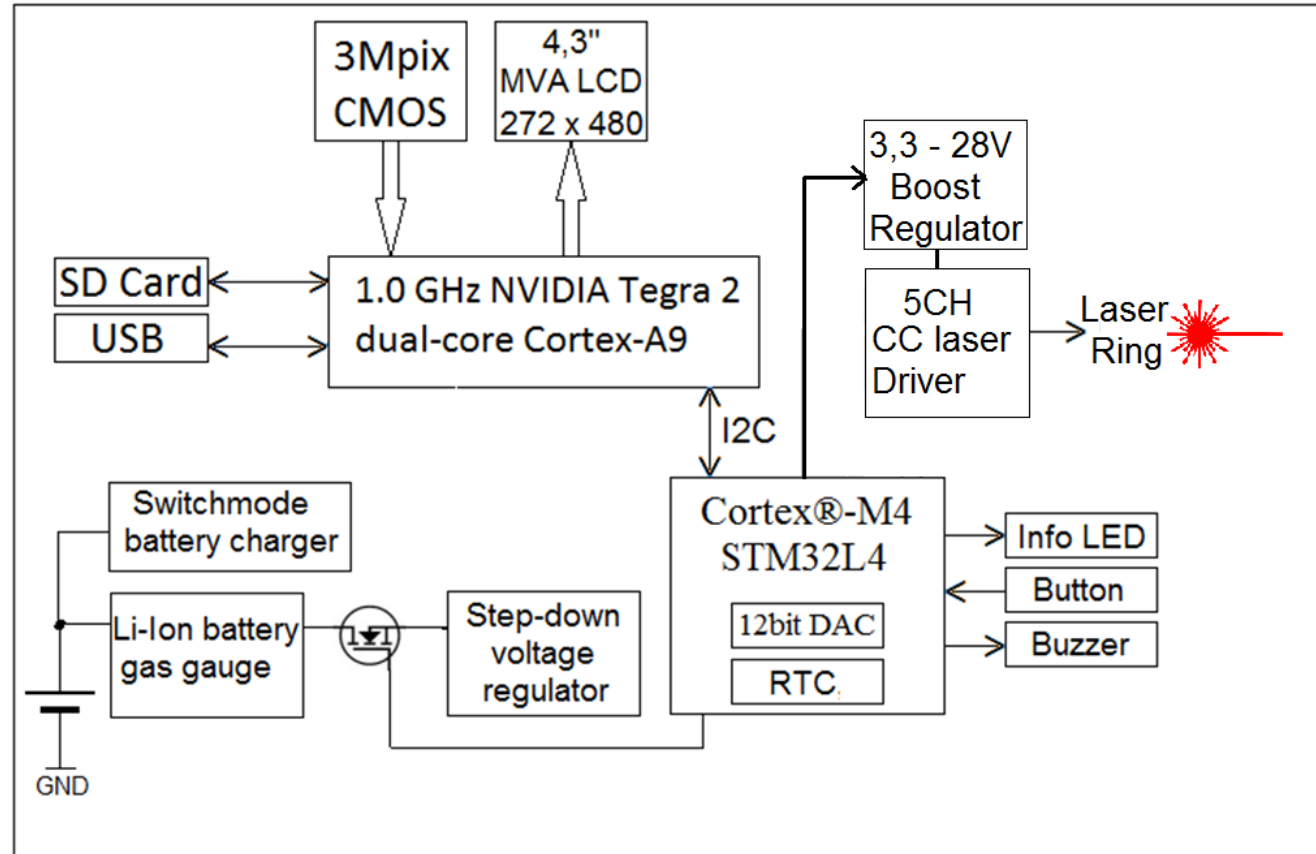 3Mpix
CMOS
4,3"
MVA LCD
272 x 480
3,3 - 28V
Boost
Regulator
SD Card
USB
1.0 GHz NVIDIA Tegra 2
dual-core Cortex-A9
5CH
CC laser
Driver
Laser
Ring
I2C
Switchmode
battery charger
Li-Ion battery
gas gauge
Step-down
voltage
regulator
Cortex®-M4
STM32L4
12bit DAC
RTC
Info LED
Button
Buzzer
GND